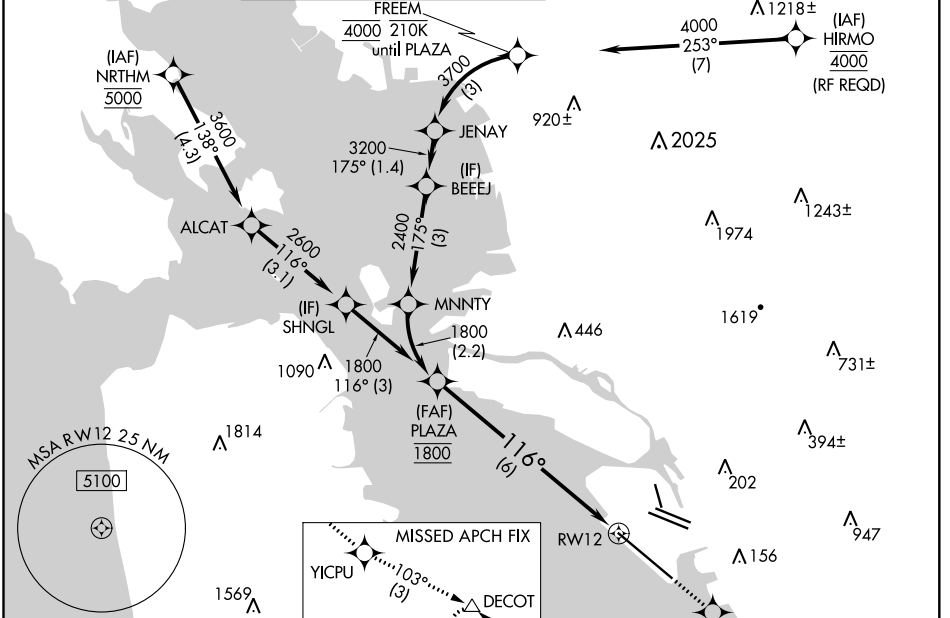 FREEM
4000 210K
until PLAZA
1218±
4000
253°
(7)
(IAF)
HIRMO
4000
(RF REQD)
(IAF)
NRTHM
5000
3700
(3)
920±
3600
138°
(4.3)
JENAY
2025
3200
175° (1.4)
(IF)
BEEEJ
1243±
1974
ALCAT
2600
116°
(3.1)
2400
175°
(3)
(IF)
SHNGL
MNNTY
1619
1800
(2.2)
446
1090
1800
116° (3)
731±
(FAF)
PLAZA
1800
MSA RW12 25 NM
5100
1814
116°
(6)
394±
202
RW12
947
156
MISSED APCH FIX
YICPU
103°
(3)
DECOT
1569